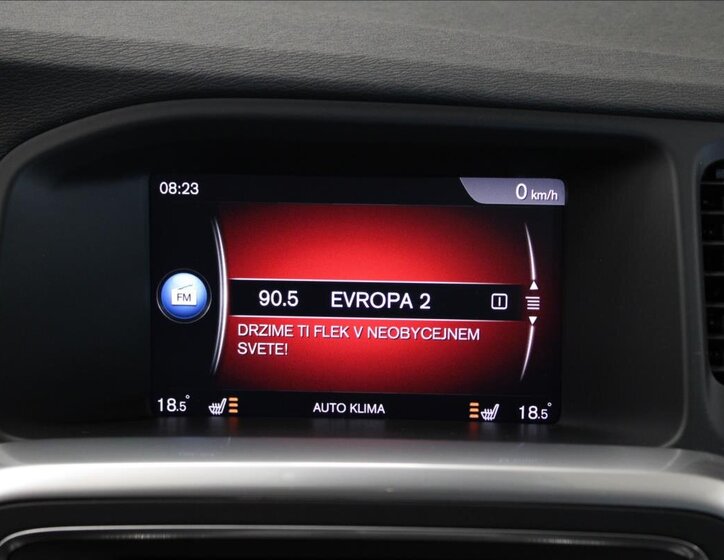 08:23
0 km/h
FM
90.5 EVROPA 2
DRZIME TI FLEK V NEOBYCEJNEM
SVETE!
18.5° AUTO KLIMA 18.5°